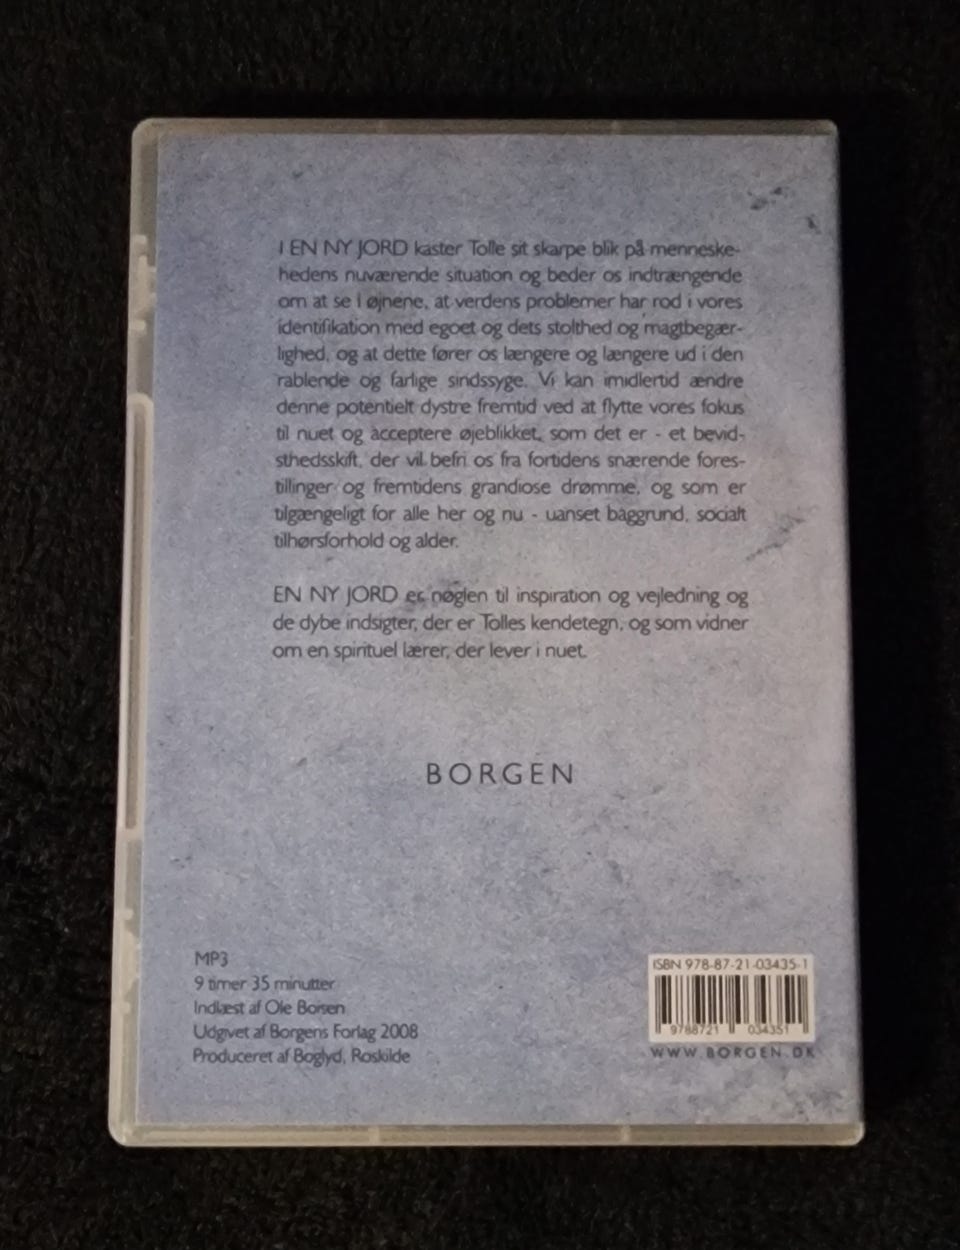 I EN NY JORD kaster Tolle sit skarpe blik på menneske-
hedens nuværende situation og beder os indtrængende
om at se i øjnene, at verdens problemer har rod i vores
identifikation med egoet og dets stolthed og magtbegær-
lighed, og at dette fører os længere og længere ud i den
rablende og farlige sindssyge. Vi kan imidlertid ændre
denne potentielt dystre fremtid ved at flytte vores fokus
til nuet og acceptere øjeblikket, som det er - et bevid-
sthedsskift, der vil befri os fra fortidens snærende fores-
tillinger og fremtidens grandiose drømme, og som er
tilgængeligt for alle her og nu - uanset baggrund, socialt
tilhørsforhold og alder.
EN NY JORD er nøglen til inspiration og vejledning og
de dybe indsigter, der er Tolles kendetegn, og som vidner
om en spirituel lærer, der lever i nuet.
BORGEN
MP3
9 timer 35 minutter
Indlæst af Ole Boisen
Udgivet af Borgens Forlag 2008
Produceret af Boglyd, Roskilde
ISBN 978-87-21-03435-1
9788721 034351
WWW.BORGEN.DK